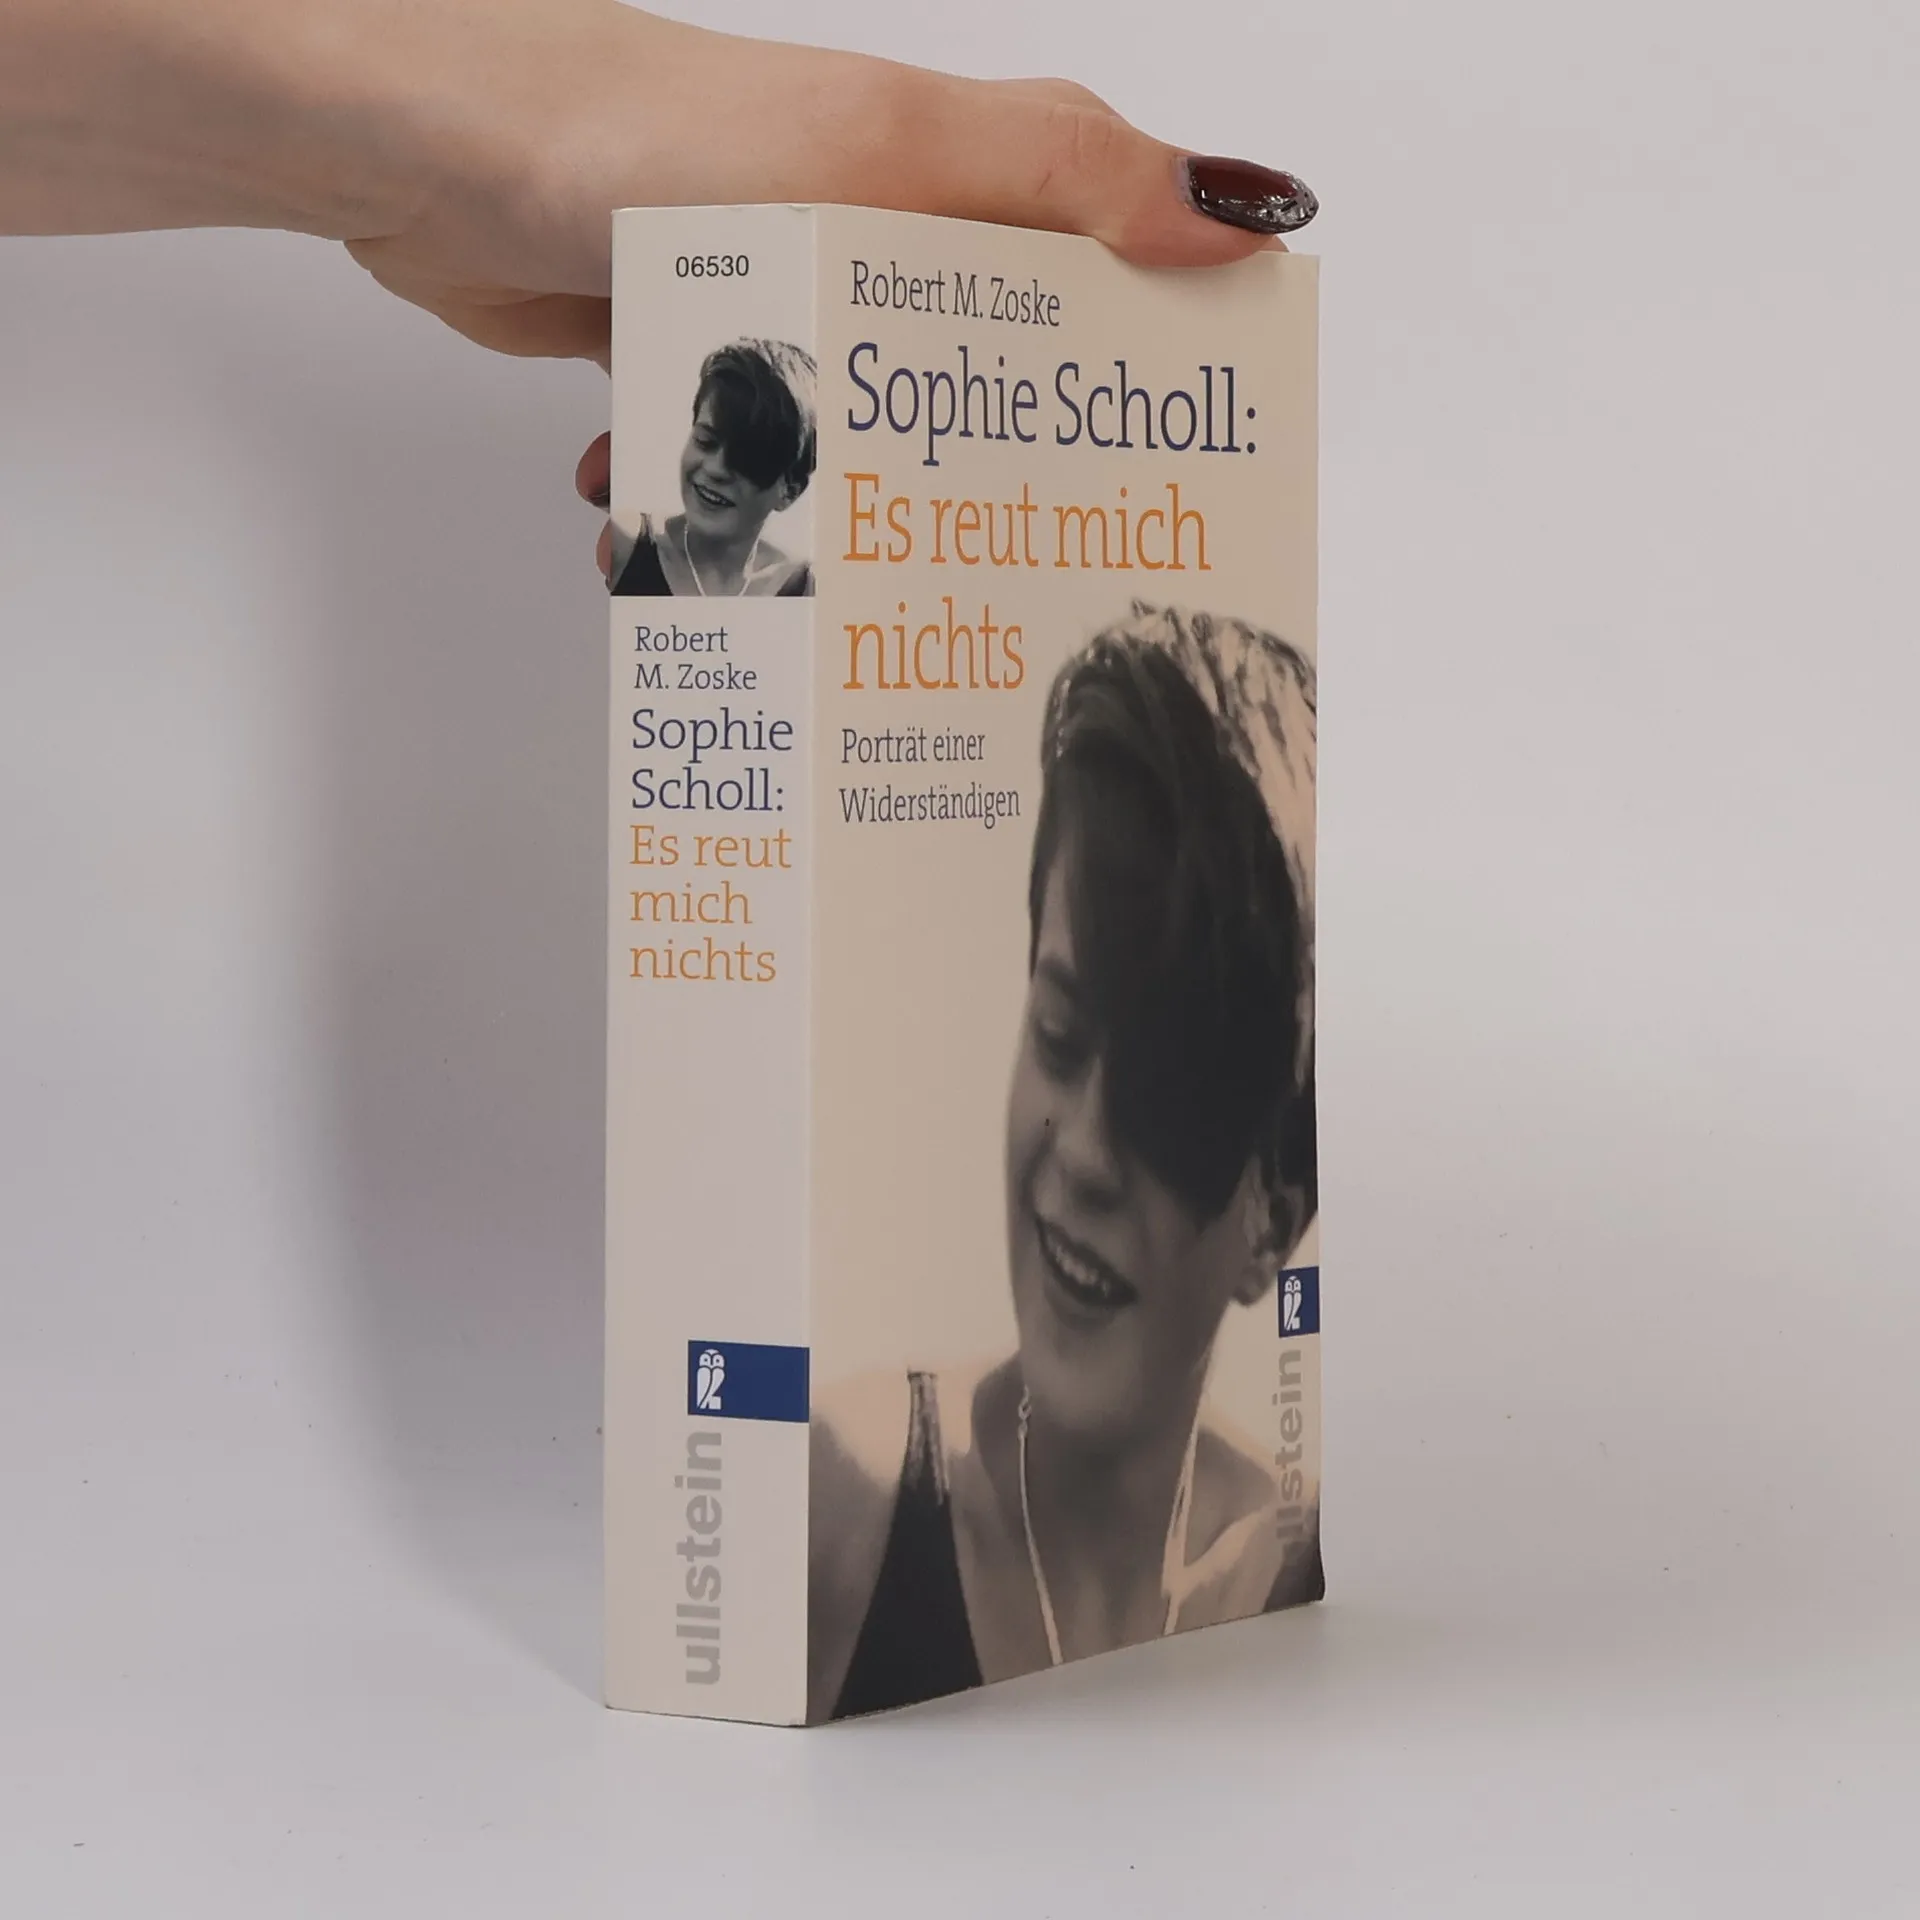 06530
Robert
M. Zoske
Sophie
Scholl:
Es reut
mich
nichts
ullstein
Robert M. Zoske
Sophie Scholl:
Es reut mich
nichts
Porträt einer
Widerständigen
ullstein